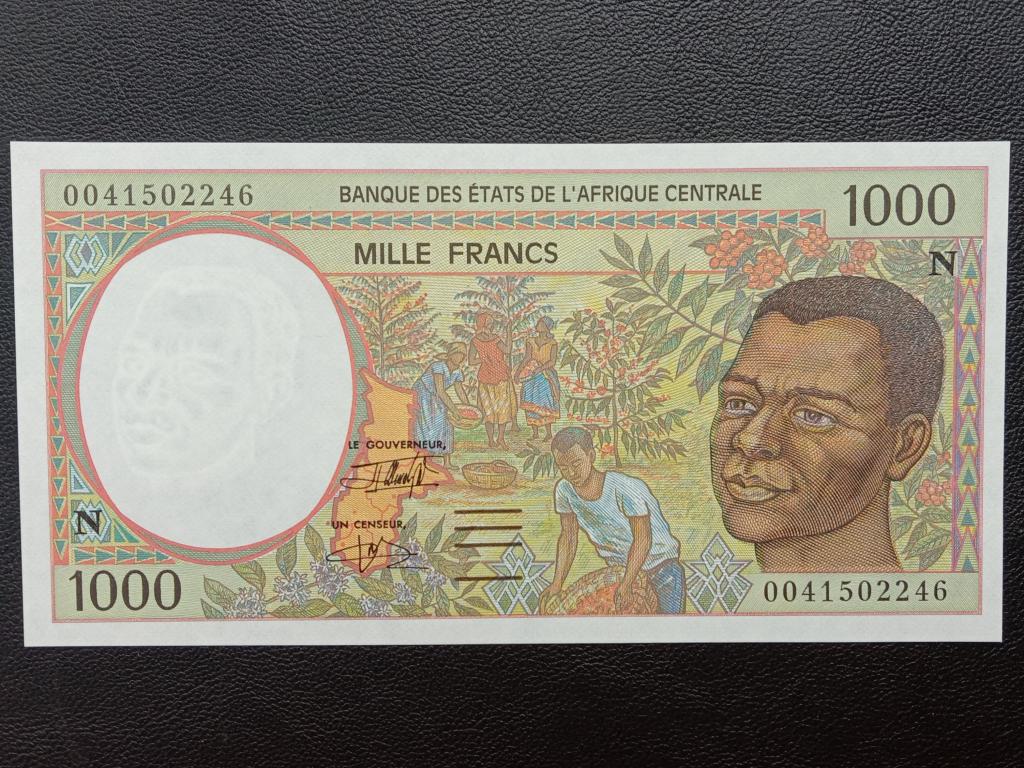 0041502246
BANQUE DES ÉTATS DE L'AFRIQUE CENTRALE
1000
MILLE FRANCS
N
LE GOUVERNEUR,
UN CENSEUR,
N
1000
0041502246